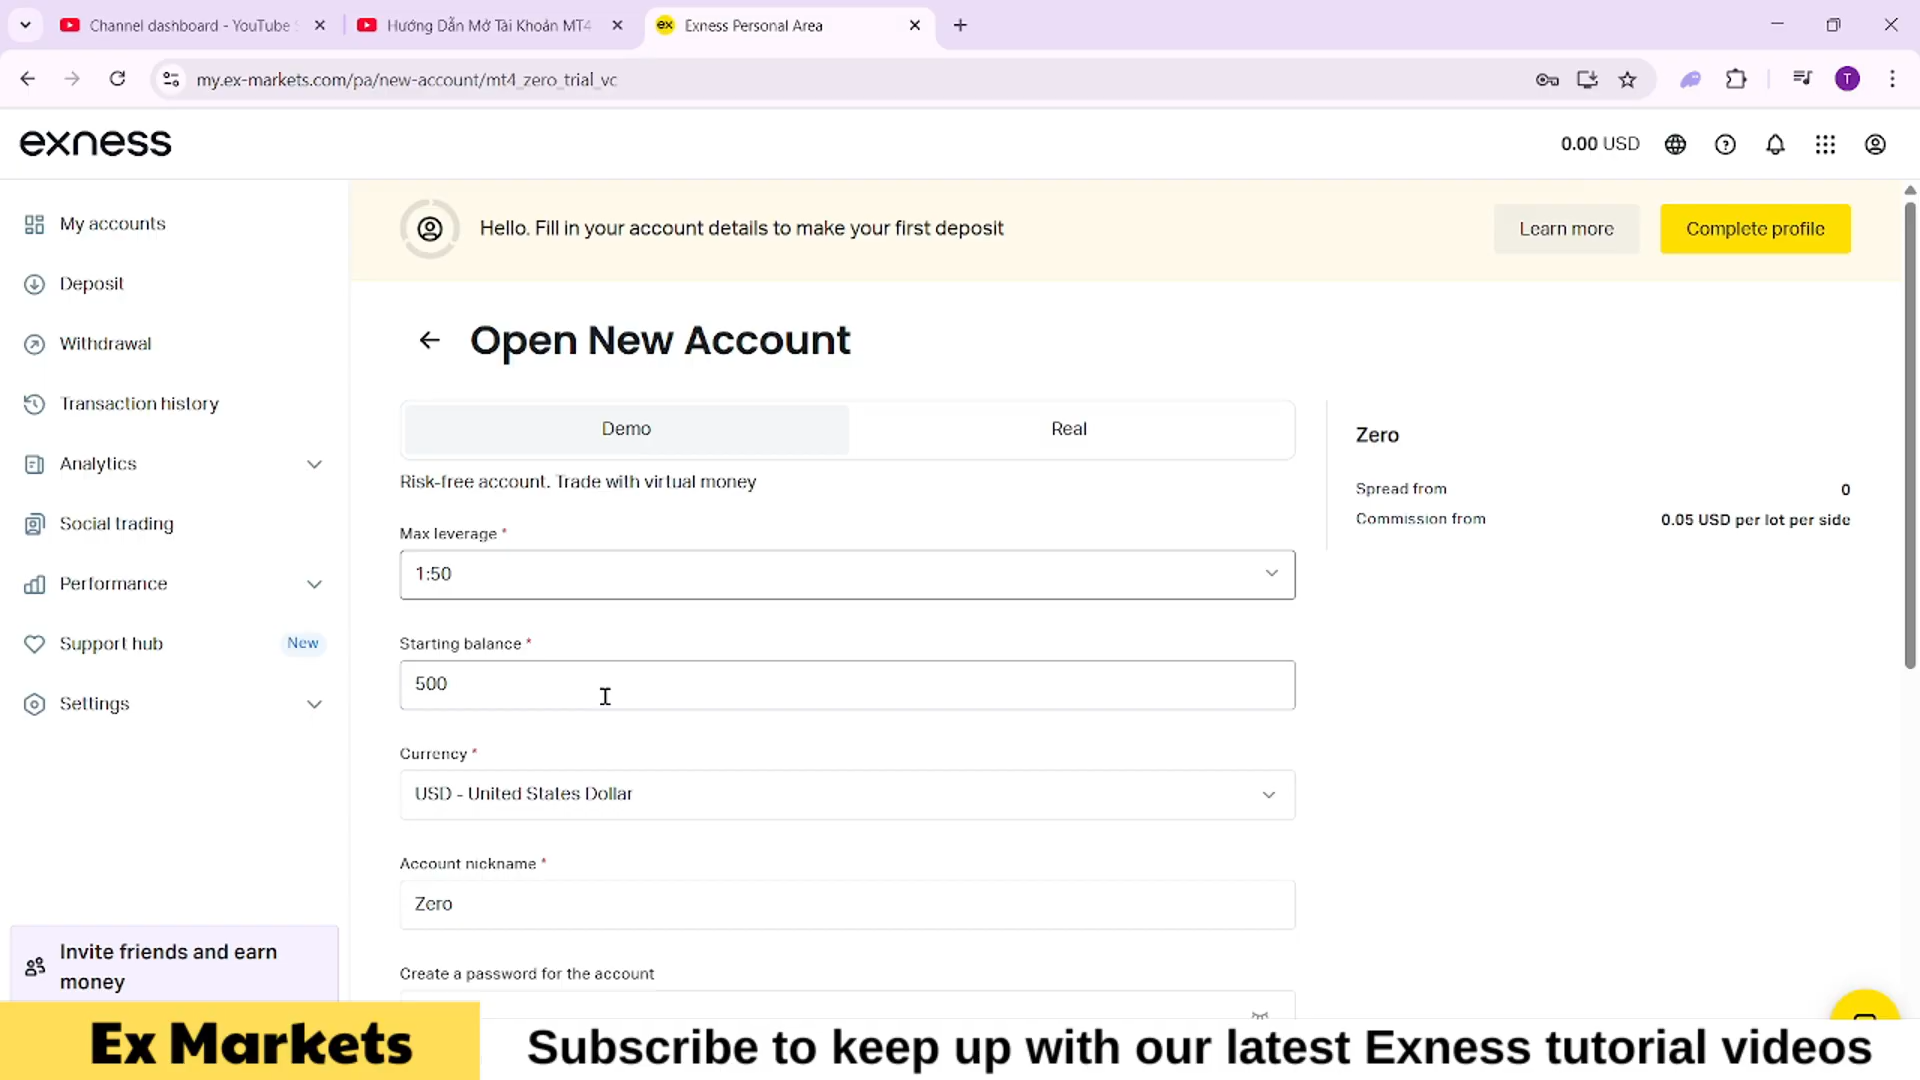 Channel dashboard - YouTube S
Hướng Dẫn Mở Tài Khoản MT4
ex
Exness Personal Area
my.ex-markets.com/pa/new-account/mt4_zero_trial_vc
T
exness
0.00 USD
My accounts
Deposit
Withdrawal
Transaction history
Analytics
Social trading
Performance
Support hub
New
Settings
Invite friends and earn
money
Hello. Fill in your account details to make your first deposit
Learn more
Complete profile
Open New Account
Demo
Real
Risk-free account. Trade with virtual money
Max leverage *
1:50
Starting balance *
500
Currency *
USD - United States Dollar
Account nickname *
Zero
Create a password for the account
Zero
Spread from
0
Commission from
0.05 USD per lot per side
Ex Markets
Subscribe to keep up with our latest Exness tutorial videos